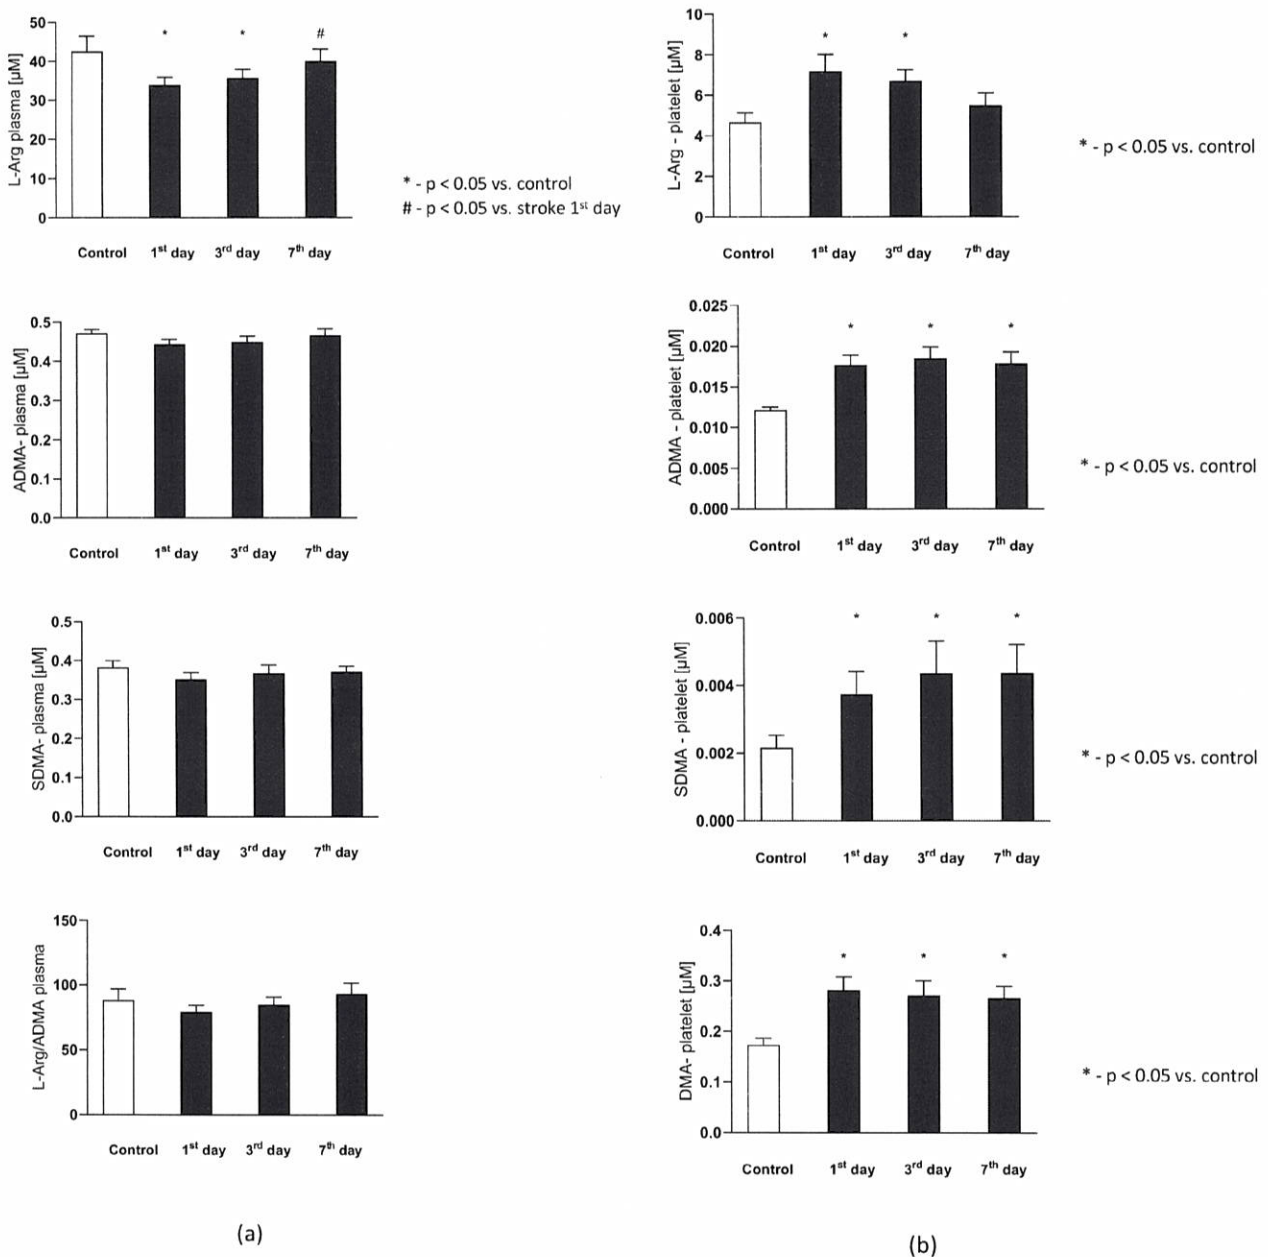 L-Arg plasma [µM]
50
40
30
20
10
0
* * #
Control 1st day 3rd day 7th day
* - p < 0.05 vs. control
# - p < 0.05 vs. stroke 1st day
ADMA- plasma [µM]
0.5
0.4
0.3
0.2
0.1
0.0
Control 1st day 3rd day 7th day
SDMA- plasma [µM]
0.5
0.4
0.3
0.2
0.1
0.0
Control 1st day 3rd day 7th day
L-Arg/ADMA plasma
150
100
50
0
Control 1st day 3rd day 7th day
(a)
L-Arg - platelet [µM]
10
8
6
4
2
0
* *
Control 1st day 3rd day 7th day
* - p < 0.05 vs. control
ADMA - platelet [µM]
0.025
0.020
0.015
0.010
0.005
0.000
* * *
Control 1st day 3rd day 7th day
* - p < 0.05 vs. control
SDMA - platelet [µM]
0.006
0.004
0.002
0.000
* * *
Control 1st day 3rd day 7th day
* - p < 0.05 vs. control
DMA- platelet [µM]
0.4
0.3
0.2
0.1
0.0
* * *
Control 1st day 3rd day 7th day
* - p < 0.05 vs. control
(b)